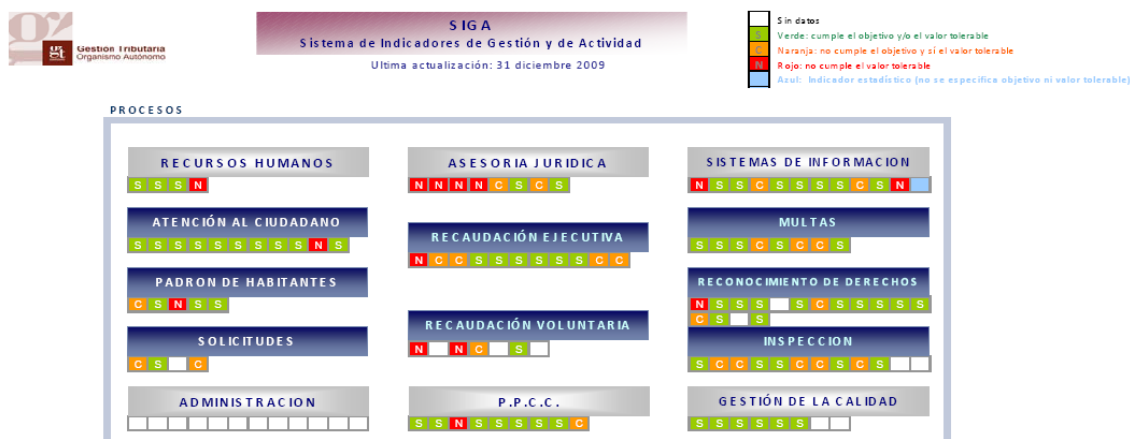 gt
Gestión Tributaria
Organismo Autónomo
SIGA
Sistema de Indicadores de Gestión y de Actividad
Ultima actualización: 31 diciembre 2009
Sin datos
S Verde: cumple el objetivo y/o el valor tolerable
C Naranja: no cumple el objetivo y si el valor tolerable
N Rojo: no cumple el valor tolerable
Azul: Indicador estadístico (no se especifica objetivo ni valor tolerable)
PROCESOS
RECURSOS HUMANOS
S S S N
ASESORIA JURIDICA
N N N N C S C S
SISTEMAS DE INFORMACION
N S S C S S S S C S N
ATENCIÓN AL CIUDADANO
S S S S S S S S S N S
RECAUDACIÓN EJECUTIVA
N C C S S S S S S C C
MULTAS
S S S C S C C S
PADRON DE HABITANTES
C S N S S
RECONOCIMIENTO DE DERECHOS
N S S S S C S S S S S
C S S
SOLICITUDES
C S C
RECAUDACIÓN VOLUNTARIA
N N C S
INSPECCION
S C C S S C C S C S
ADMINISTRACION
P.P.C.C.
S S N S S S S S C
GESTIÓN DE LA CALIDAD
S S S S S S